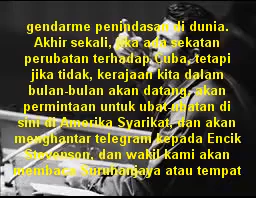 gendarme penindasan di dunia.
Akhir sekali, jika ada sekatan
perubatan terhadap Cuba, tetapi
jika tidak, kerajaan kita dalam
bulan-bulan akan datang, akan
permintaan untuk ubat-ubatan di
sini di Amerika Syarikat, dan akan
menghantar telegram kepada Encik
Stevenson, dan wakil kami akan
membaca Suruhanjaya atau tempat